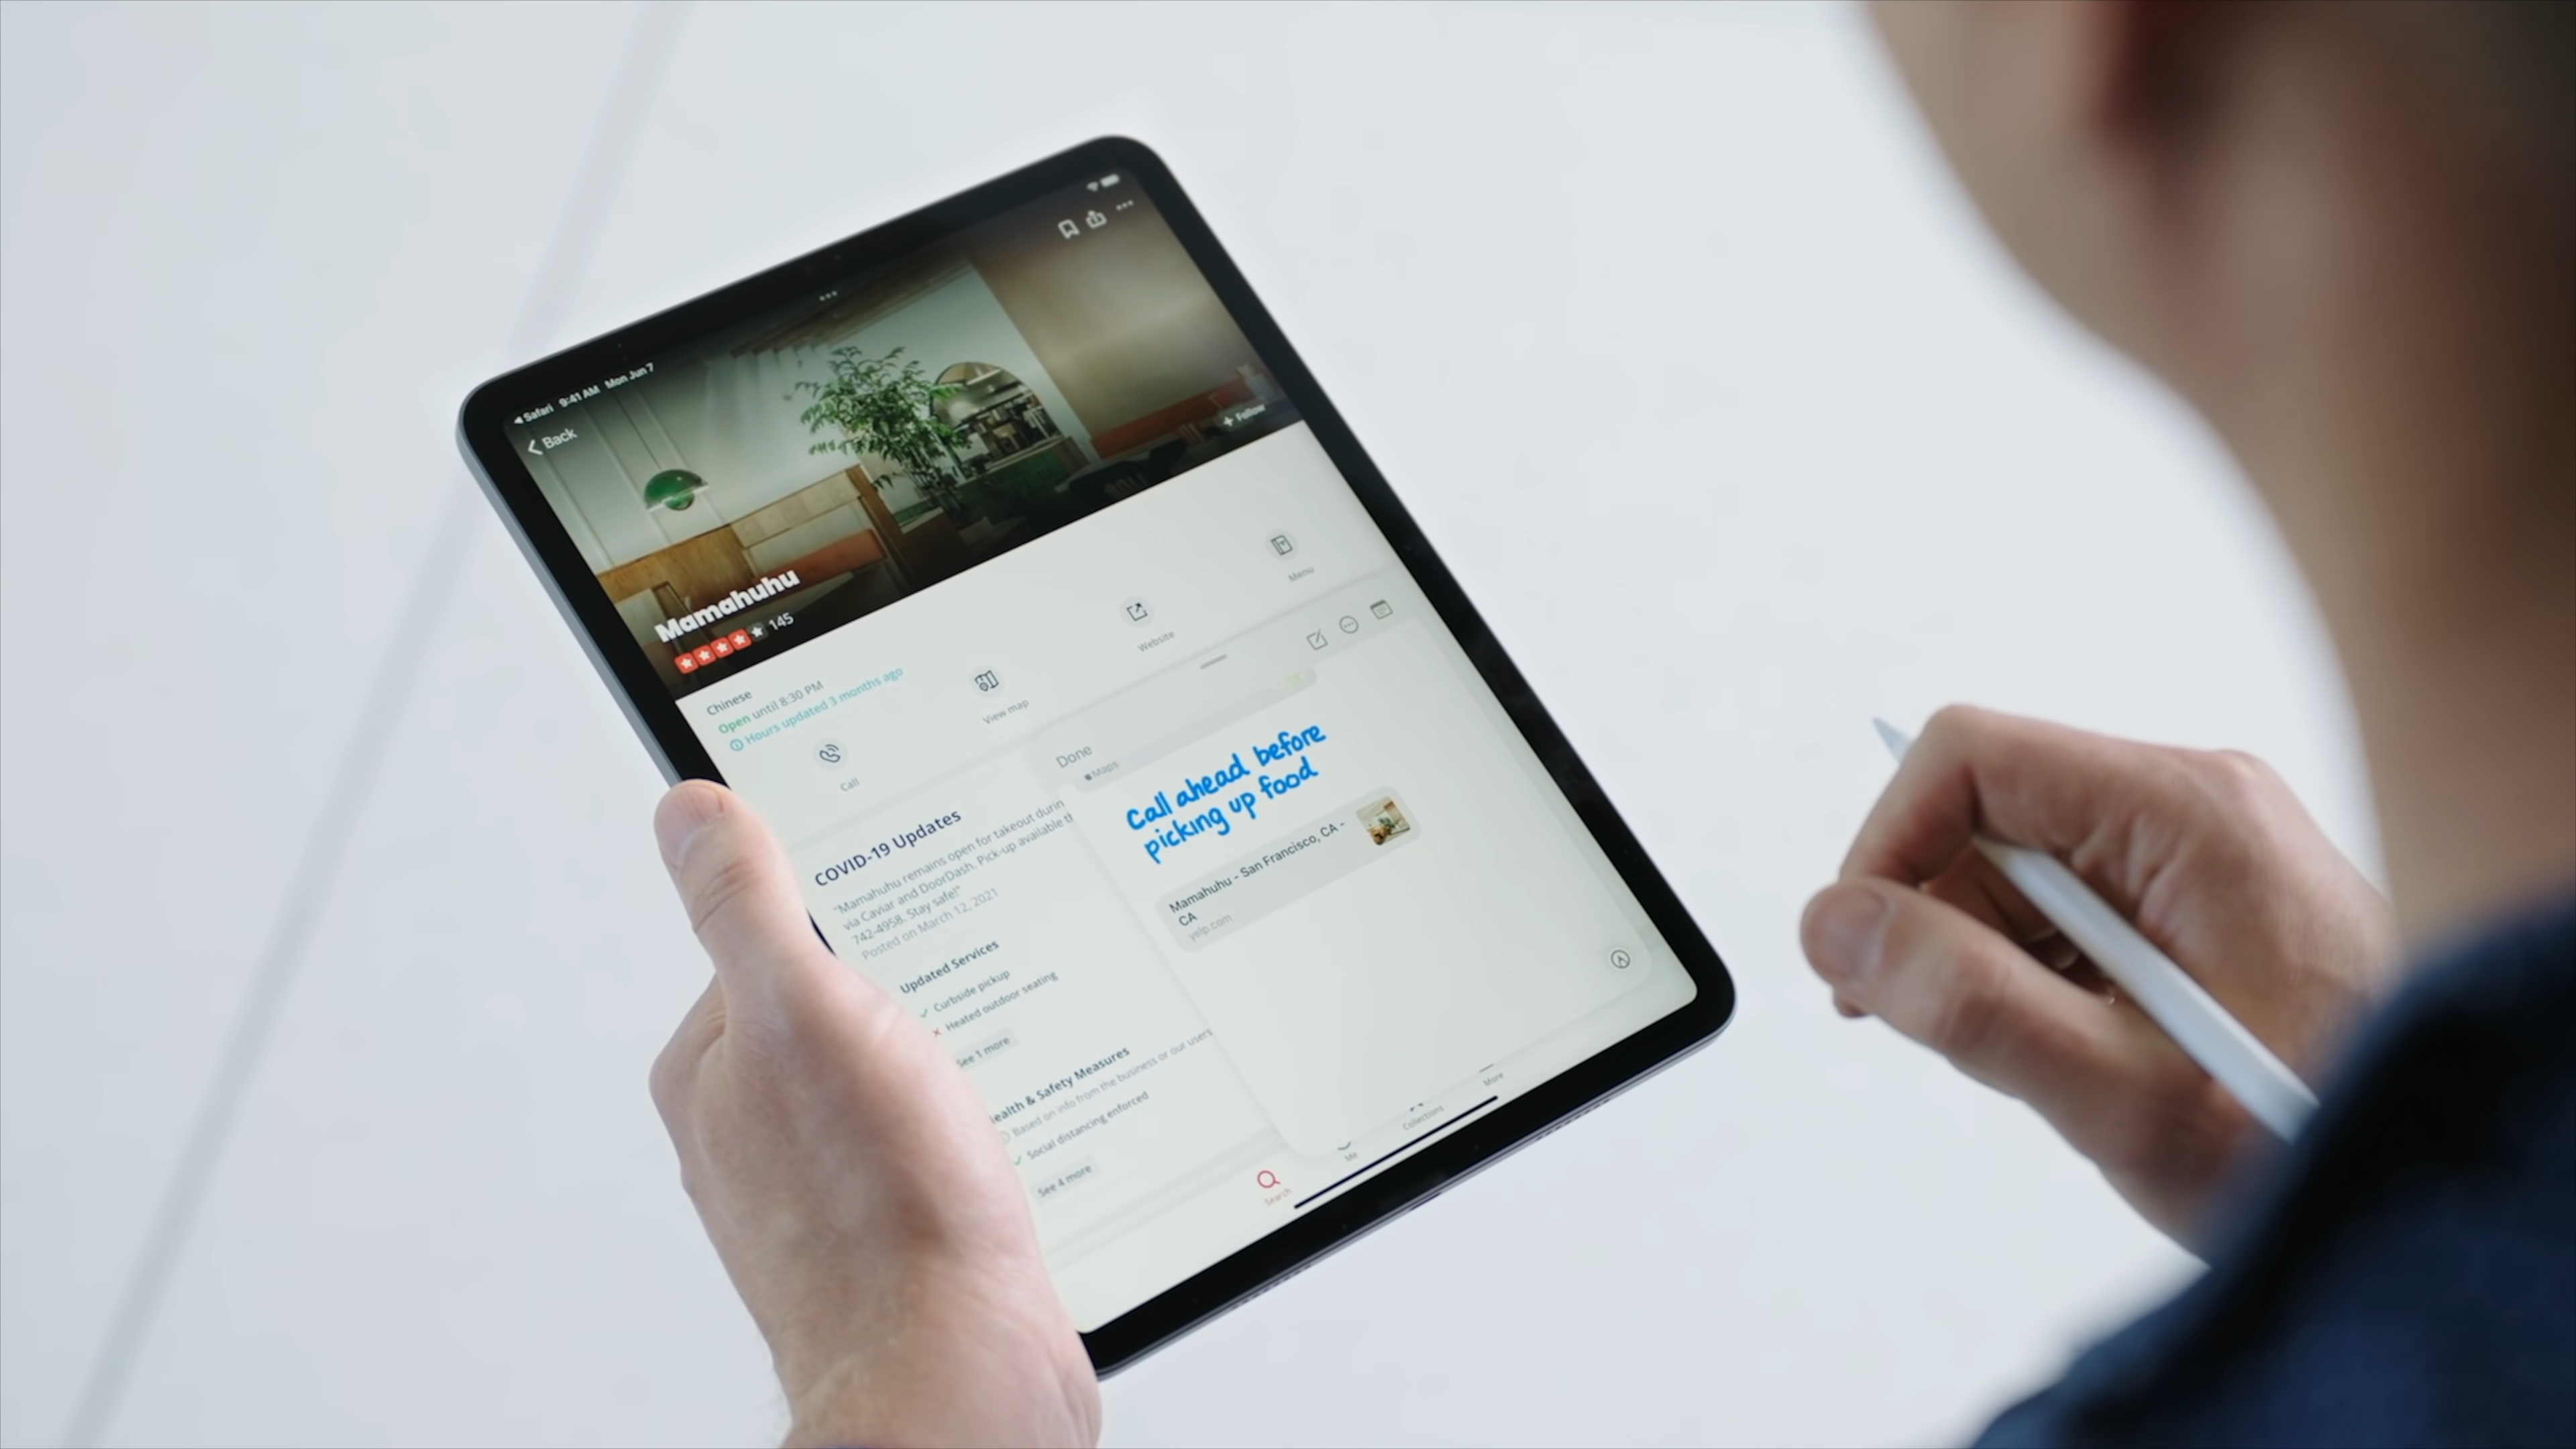 Safari 9:41 AM Mon Jun 7
Back
Mamahuhu
145
+ Follow
Chinese
Open until 8:30 PM
Hours updated 3 months ago
Call
View map
Website
Menu
COVID-19 Updates
"Mamahuhu remains open for takeout durin
via Caviar and DoorDash. Pick-up available t
742-4958. Stay safe!"
Posted on March 12, 2021
Updated Services
Curbside pickup
Heated outdoor seating
See 1 more
ealth & Safety Measures
Based on info from the business or our users
Social distancing enforced
See 4 more
Done
Maps
Call ahead before
picking up food
Mamahuhu - San Francisco, CA -
CA
yelp.com
Search
Me
Collections
More